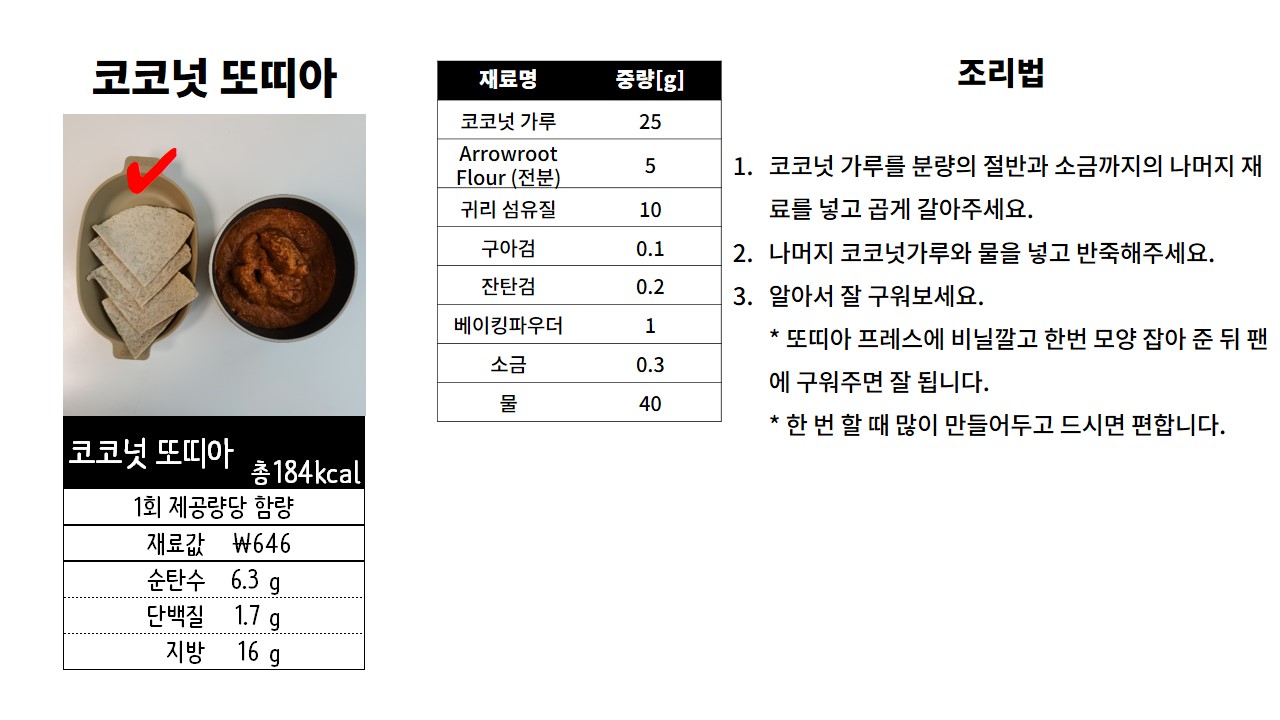 코코넛 또띠아
총184kcal
코코넛 또띠아
1회 제공량당 함량
재료값 ₩646
순탄수 6.3 g
단백질 1.7 g
지방 16 g
재료명 중량[g]
코코넛 가루 25
Arrowroot
Flour (전분) 5
귀리 섬유질 10
구아검 0.1
잔탄검 0.2
베이킹파우더 1
소금 0.3
물 40
조리법
1. 코코넛 가루를 분량의 절반과 소금까지의 나머지 재
료를 넣고 곱게 갈아주세요.
2. 나머지 코코넛가루와 물을 넣고 반죽해주세요.
3. 알아서 잘 구워보세요.
* 또띠아 프레스에 비닐깔고 한번 모양 잡아 준 뒤 팬
에 구워주면 잘 됩니다.
* 한 번 할 때 많이 만들어두고 드시면 편합니다.